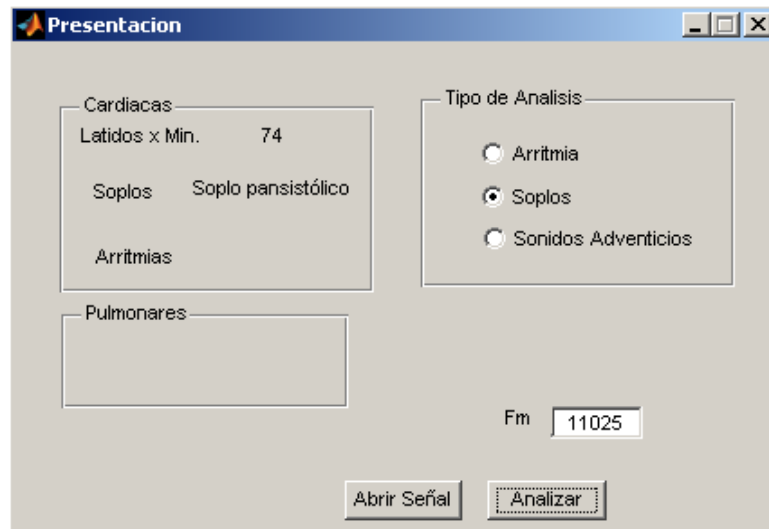 Presentacion
Cardiacas
Latidos x Min. 74
Soplos Soplo pansistólico
Arritmias
Pulmonares
Tipo de Analisis
Arritmia
Soplos
Sonidos Adventicios
Fm 11025
Abrir Señal Analizar